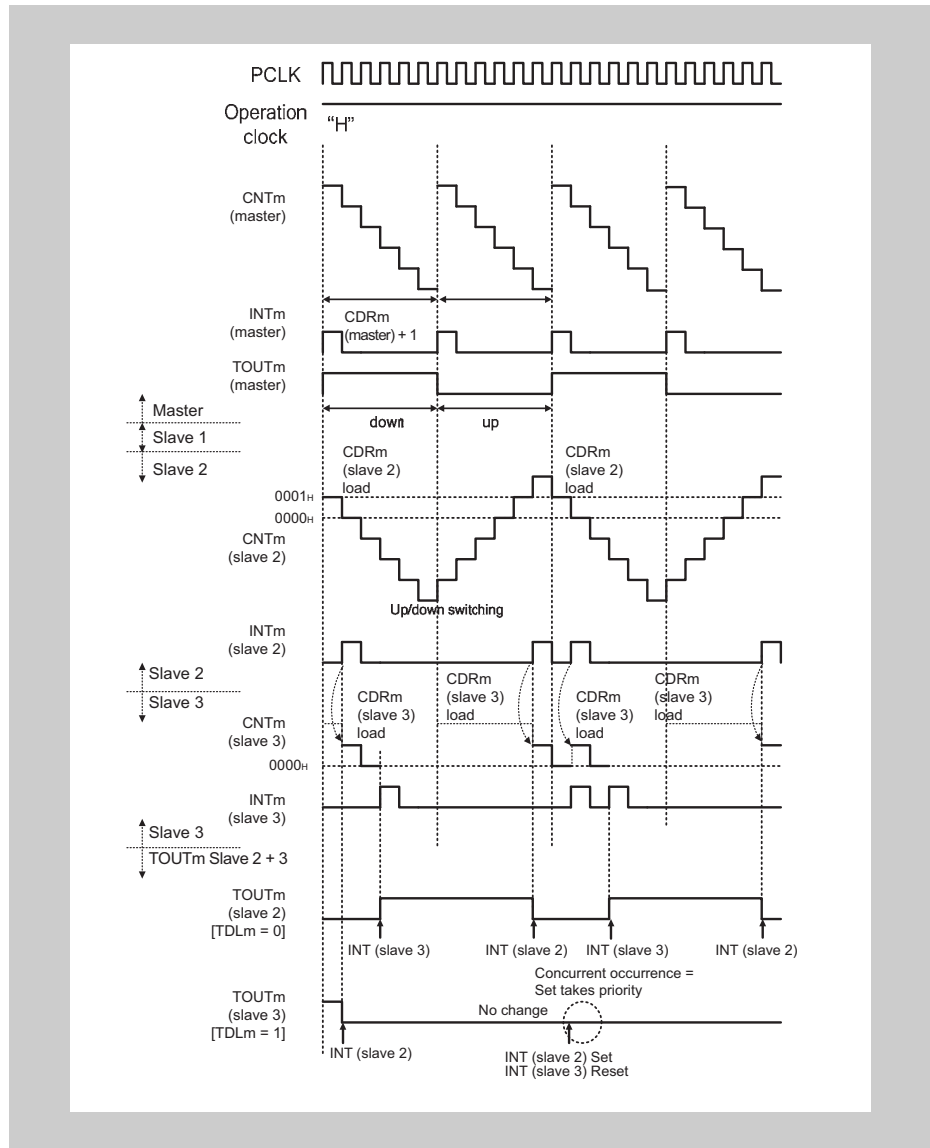 PCLK
Operation
clock
“H”
CNTm
(master)
INTm
(master)
CDRm
(master) + 1
TOUTm
(master)
Master
down
up
Slave 1
Slave 2
CDRm
(slave 2)
load
CDRm
(slave 2)
load
0001H
0000H
CNTm
(slave 2)
Up/down switching
INTm
(slave 2)
Slave 2
Slave 3
CDRm
(slave 3)
load
CDRm
(slave 3)
load
CDRm
(slave 3)
load
CDRm
(slave 3)
load
CNTm
(slave 3)
0000H
INTm
(slave 3)
Slave 3
TOUTm Slave 2 + 3
TOUTm
(slave 2)
[TDLm = 0]
INT (slave 3)
INT (slave 2)
INT (slave 3)
INT (slave 2)
Concurrent occurrence =
Set takes priority
TOUTm
(slave 3)
[TDLm = 1]
No change
INT (slave 2)
INT (slave 2) Set
INT (slave 3) Reset